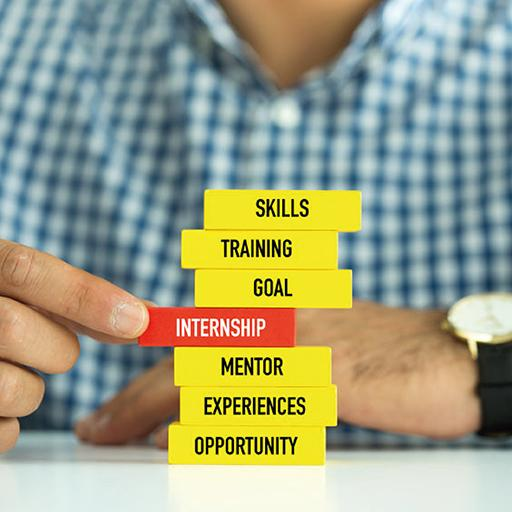 SKILLS
TRAINING
GOAL
INTERNSHIP
MENTOR
EXPERIENCES
OPPORTUNITY